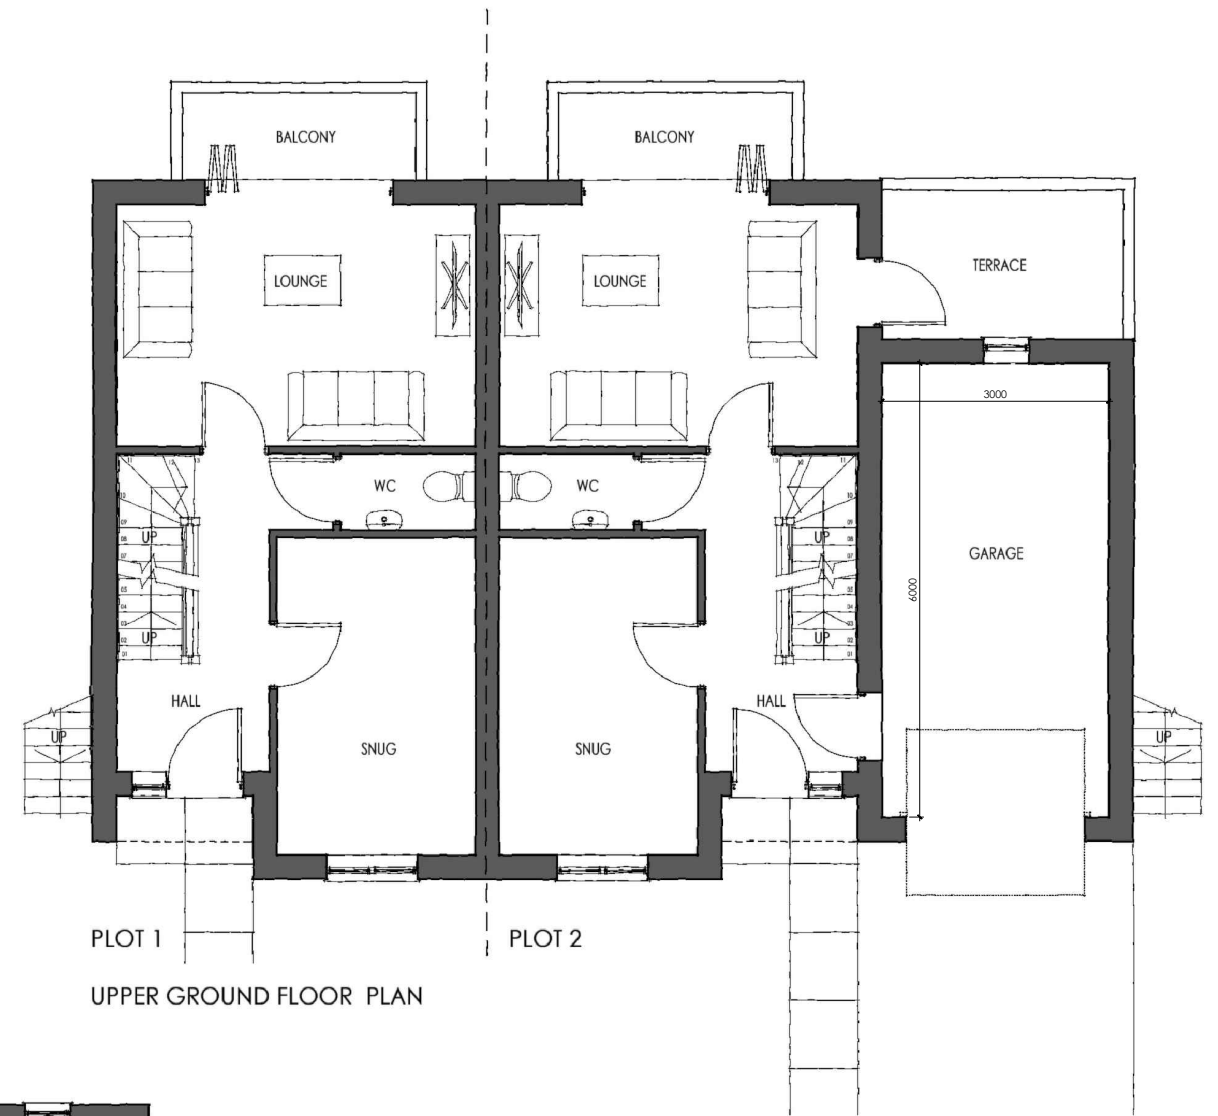 BALCONY
BALCONY
LOUNGE
LOUNGE
TERRACE
3000
WC
WC
UP
UP
GARAGE
6000
UP
UP
HALL
HALL
UP
UP
SNUG
SNUG
PLOT 1
PLOT 2
UPPER GROUND FLOOR PLAN